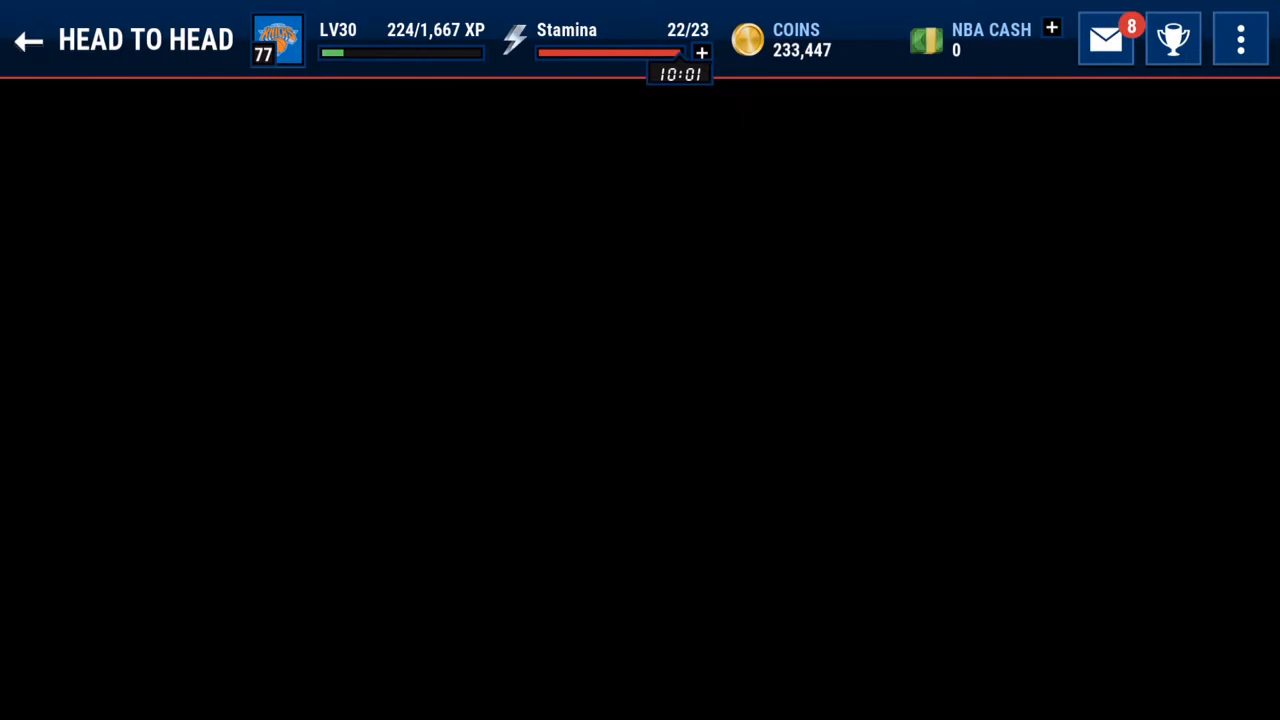 HEAD TO HEAD
77
LV30 224/1,667 XP
Stamina 22/23
10:01
COINS
233,447
NBA CASH
0
8